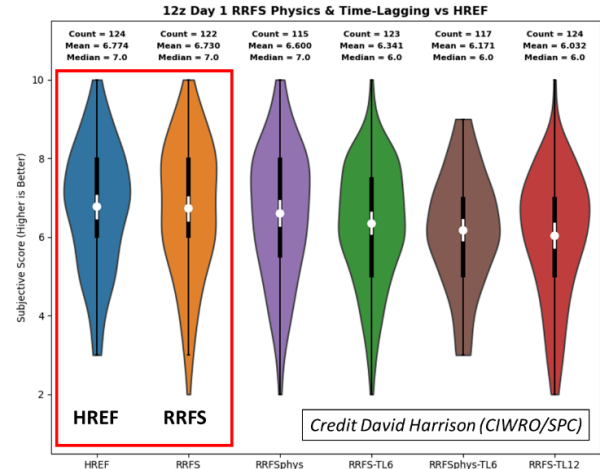 12z Day 1 RRFS Physics & Time-Lagging vs HREF
Count = 124 Count = 122 Count = 115 Count = 123 Count = 117 Count = 124
Mean = 6.774 Mean = 6.730 Mean = 6.600 Mean = 6.341 Mean = 6.171 Mean = 6.032
Median = 7.0 Median = 7.0 Median = 7.0 Median = 6.0 Median = 6.0 Median = 6.0
Subjective Score (Higher is Better)
10
8
6
4
2
HREF RRFS
Credit David Harrison (CIWRO/SPC)
HREF RRFS RRFSphys RRFS-TL6 RRFSphys-TL6 RRFS-TL12